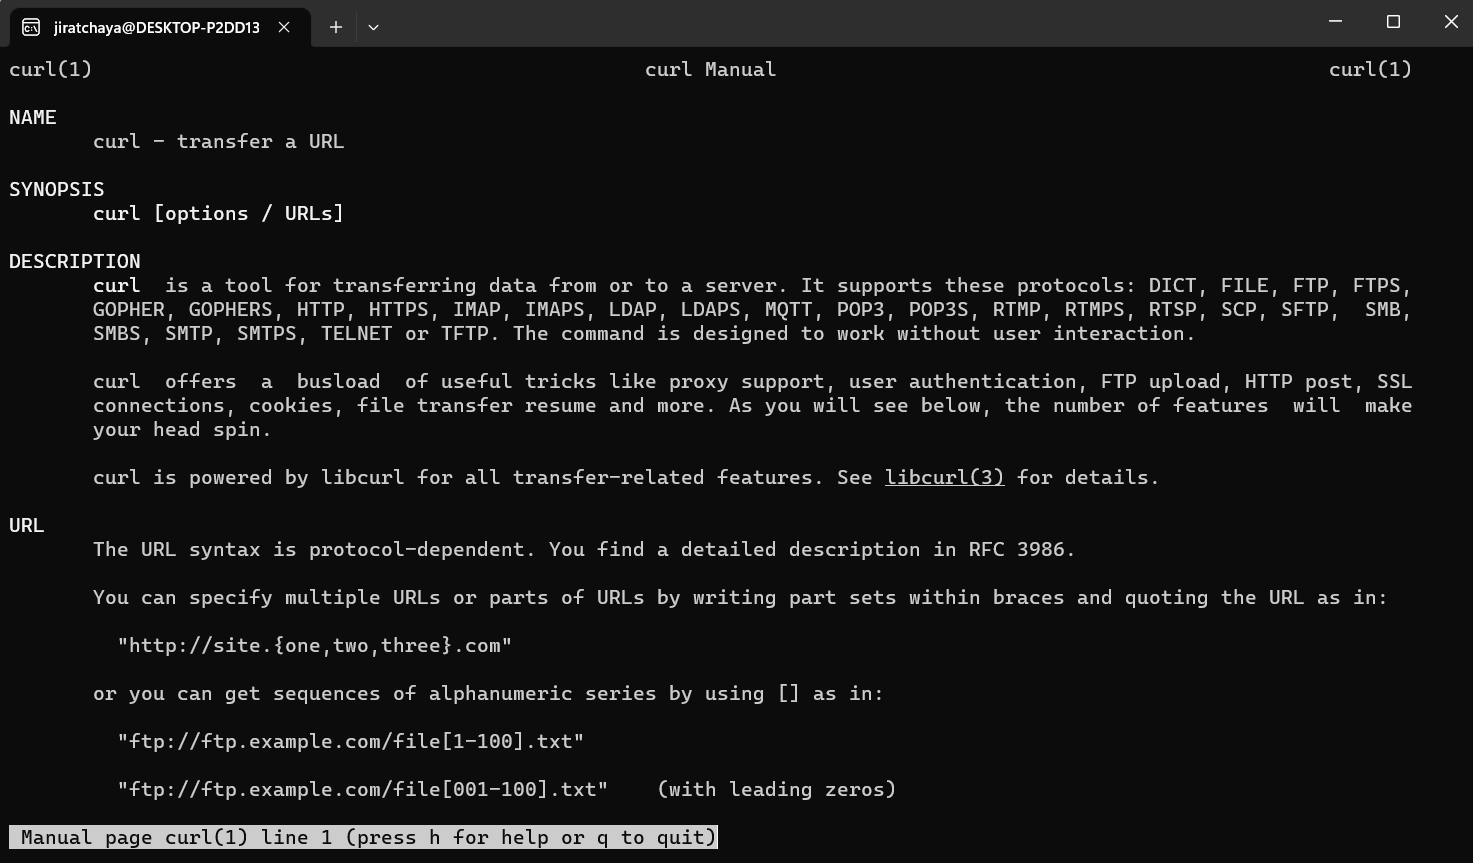 jiratchaya@DESKTOP-P2DD13
curl(1) curl Manual curl(1)
NAME
curl - transfer a URL
SYNOPSIS
curl [options / URLs]
DESCRIPTION
curl  is a tool for transferring data from or to a server. It supports these protocols: DICT, FILE, FTP, FTPS,
GOPHER, GOPHERS, HTTP, HTTPS, IMAP, IMAPS, LDAP, LDAPS, MQTT, POP3, POP3S, RTMP, RTMPS, RTSP, SCP, SFTP,  SMB,
SMBS, SMTP, SMTPS, TELNET or TFTP. The command is designed to work without user interaction.
curl  offers  a  busload  of useful tricks like proxy support, user authentication, FTP upload, HTTP post, SSL
connections, cookies, file transfer resume and more. As you will see below, the number of features  will  make
your head spin.
curl is powered by libcurl for all transfer-related features. See libcurl(3) for details.
URL
The URL syntax is protocol-dependent. You find a detailed description in RFC 3986.
You can specify multiple URLs or parts of URLs by writing part sets within braces and quoting the URL as in:
"http://site.{one,two,three}.com"
or you can get sequences of alphanumeric series by using [] as in:
"ftp://ftp.example.com/file[1-100].txt"
"ftp://ftp.example.com/file[001-100].txt"    (with leading zeros)
Manual page curl(1) line 1 (press h for help or q to quit)